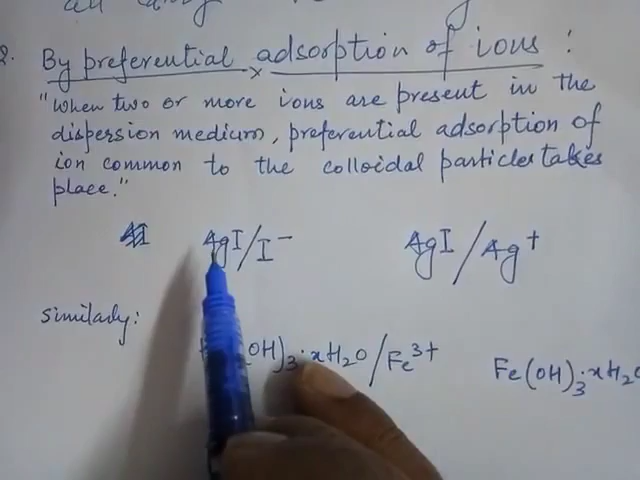 2. By preferential adsorption of ions :
"When two or more ions are present in the
dispersion medium, preferential adsorption of
ion common to the colloidal particles takes
place."
AgI/I⁻ AgI/Ag⁺
similarly:
OH)₃·xH₂O/Fe³⁺ Fe(OH)₃·xH₂O